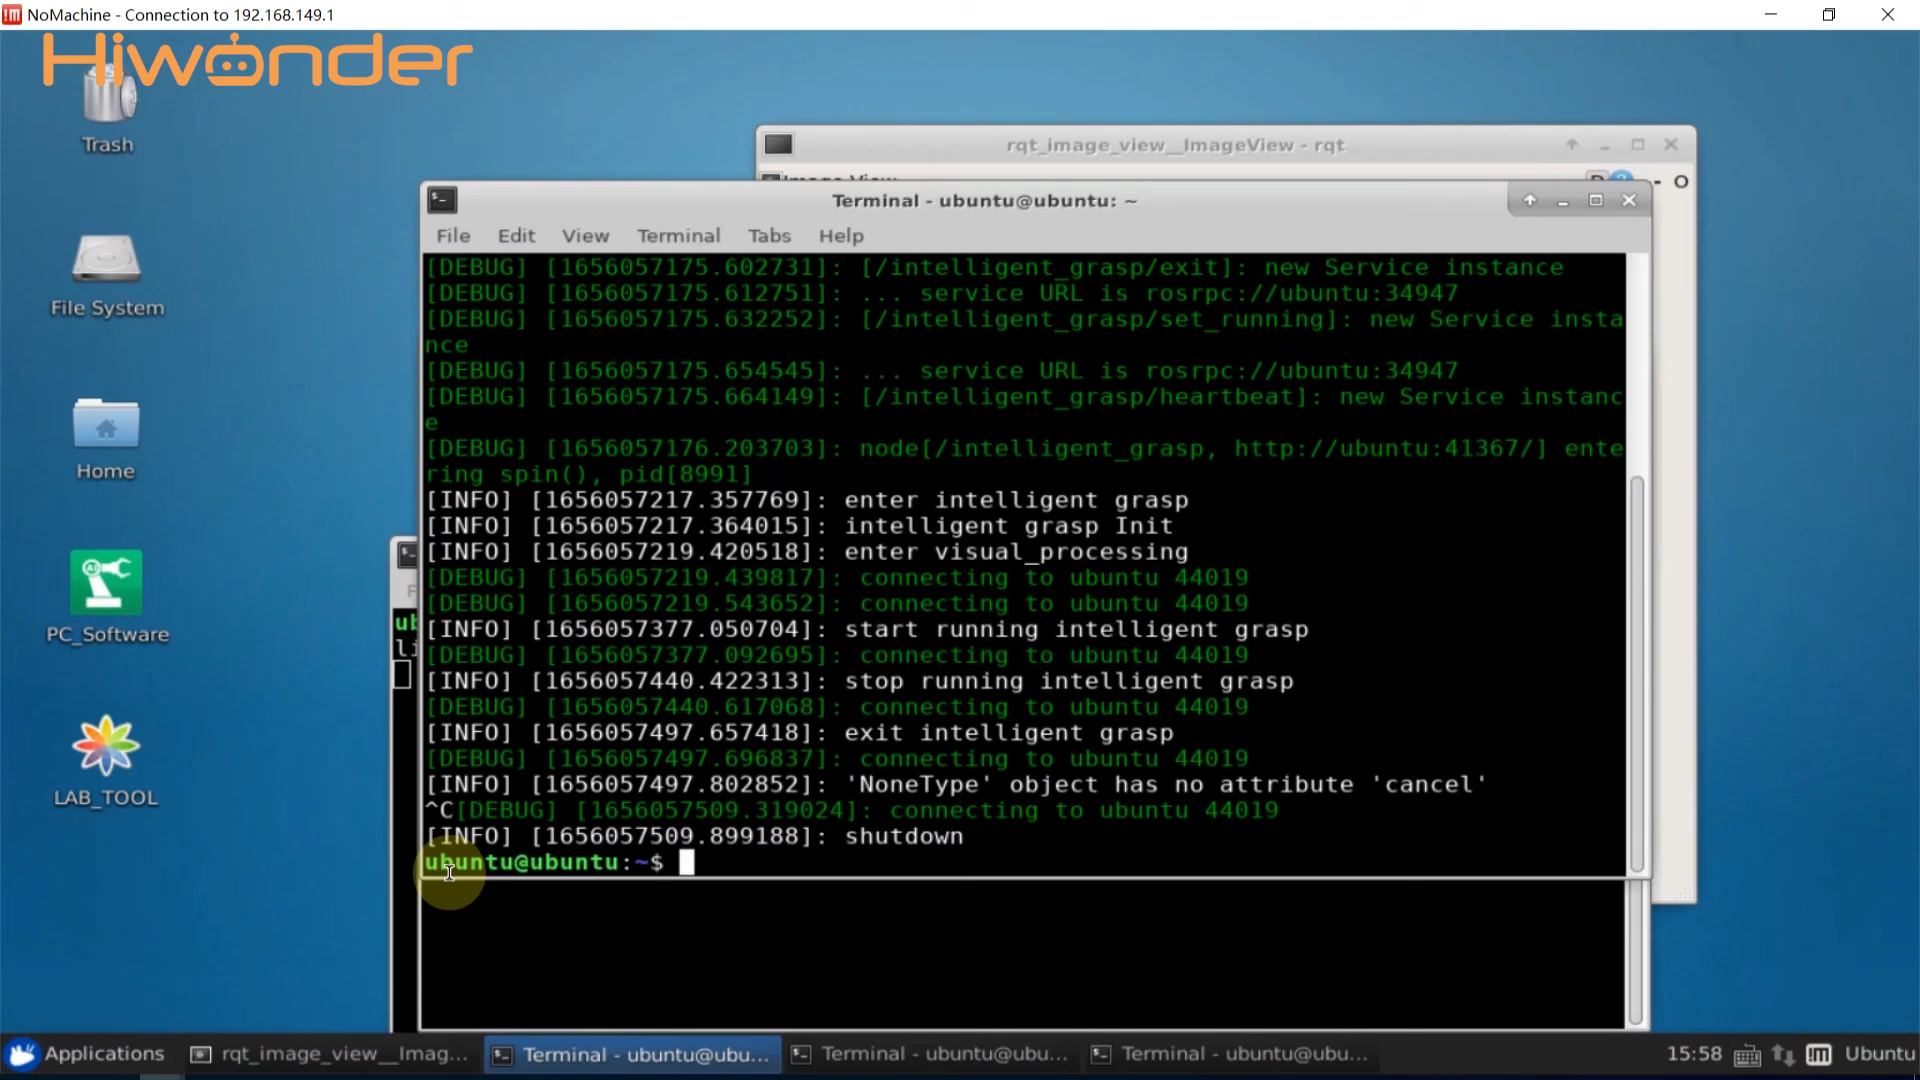 NoMachine - Connection to 192.168.149.1
Hiwonder
Trash
File System
Home
PC_Software
LAB_TOOL
rqt_image_view__ImageView - rqt
Terminal - ubuntu@ubuntu: ~
File Edit View Terminal Tabs Help
[DEBUG] [1656057175.602731]: [/intelligent_grasp/exit]: new Service instance
[DEBUG] [1656057175.612751]: ... service URL is rosrpc://ubuntu:34947
[DEBUG] [1656057175.632252]: [/intelligent_grasp/set_running]: new Service insta
nce
[DEBUG] [1656057175.654545]: ... service URL is rosrpc://ubuntu:34947
[DEBUG] [1656057175.664149]: [/intelligent_grasp/heartbeat]: new Service instanc
e
[DEBUG] [1656057176.203703]: node[/intelligent_grasp, http://ubuntu:41367/] ente
ring spin(), pid[8991]
[INFO] [1656057217.357769]: enter intelligent grasp
[INFO] [1656057217.364015]: intelligent grasp Init
[INFO] [1656057219.420518]: enter visual_processing
[DEBUG] [1656057219.439817]: connecting to ubuntu 44019
[DEBUG] [1656057219.543652]: connecting to ubuntu 44019
[INFO] [1656057377.050704]: start running intelligent grasp
[DEBUG] [1656057377.092695]: connecting to ubuntu 44019
[INFO] [1656057440.422313]: stop running intelligent grasp
[DEBUG] [1656057440.617068]: connecting to ubuntu 44019
[INFO] [1656057497.657418]: exit intelligent grasp
[DEBUG] [1656057497.696837]: connecting to ubuntu 44019
[INFO] [1656057497.802852]: 'NoneType' object has no attribute 'cancel'
^C[DEBUG] [1656057509.319024]: connecting to ubuntu 44019
[INFO] [1656057509.899188]: shutdown
ubuntu@ubuntu:~$
Applications rqt_image_view__Imag... Terminal - ubuntu@ubu... Terminal - ubuntu@ubu... Terminal - ubuntu@ubu... 15:58 Ubuntu